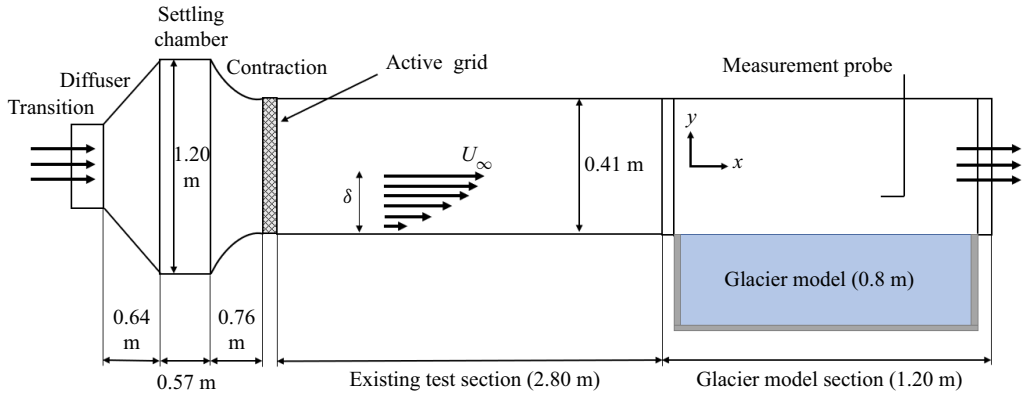 Settling
chamber
Diffuser
Transition
Contraction
Active grid
Measurement probe
1.20
m
U∞
δ
0.41 m
y
x
Glacier model (0.8 m)
0.64
m
0.76
m
0.57 m
Existing test section (2.80 m)
Glacier model section (1.20 m)